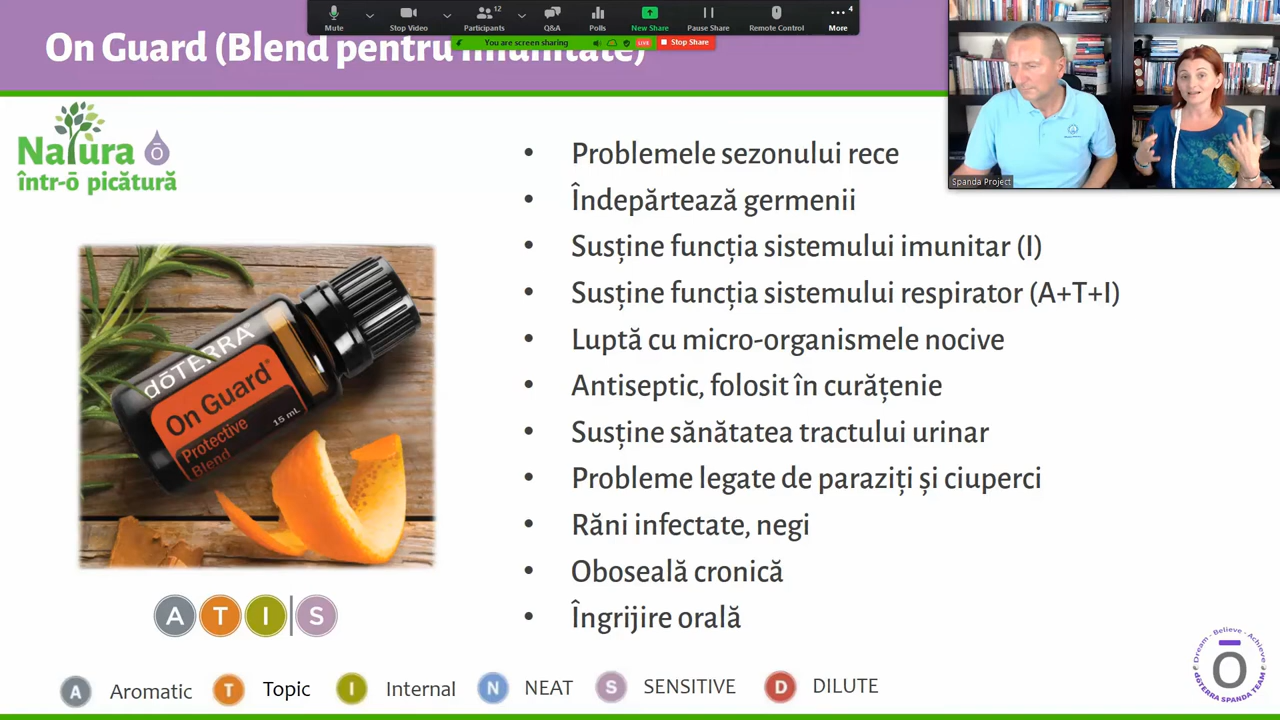 Mute
Stop Video
Participants
12
Q&A
Polls
New Share
Pause Share
Remote Control
More
4
You are screen sharing
LIVE
Stop Share
On Guard (Blend pentru imunitate)
Spanda Project
Natura
într-ō picătură
• Problemele sezonului rece
• Îndepărtează germenii
• Susține funcția sistemului imunitar (I)
• Susține funcția sistemului respirator (A+T+I)
• Luptă cu micro-organismele nocive
• Antiseptic, folosit în curățenie
• Susține sănătatea tractului urinar
• Probleme legate de paraziți și ciuperci
• Răni infectate, negi
• Oboseală cronică
• Îngrijire orală
dōTERRA
On Guard®
Protective
Blend
15 mL
A T I | S
A Aromatic T Topic I Internal N NEAT S SENSITIVE D DILUTE
Dream - Believe - Achieve
ō
dōTERRA SPANDA TEAM